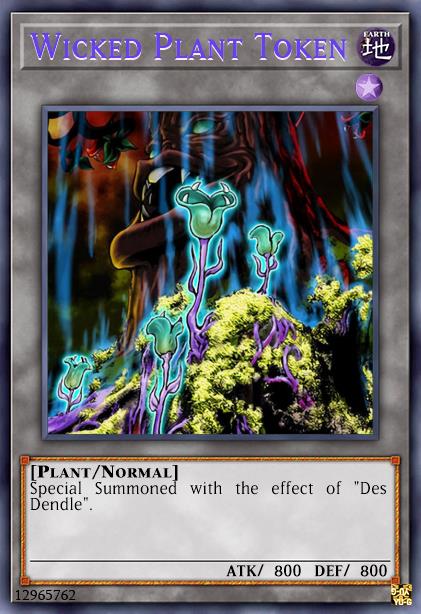 Wicked Plant Token
EARTH
地
[Plant/Normal]
Special Summoned with the effect of "Des
Dendle".
ATK/ 800 DEF/ 800
12965762